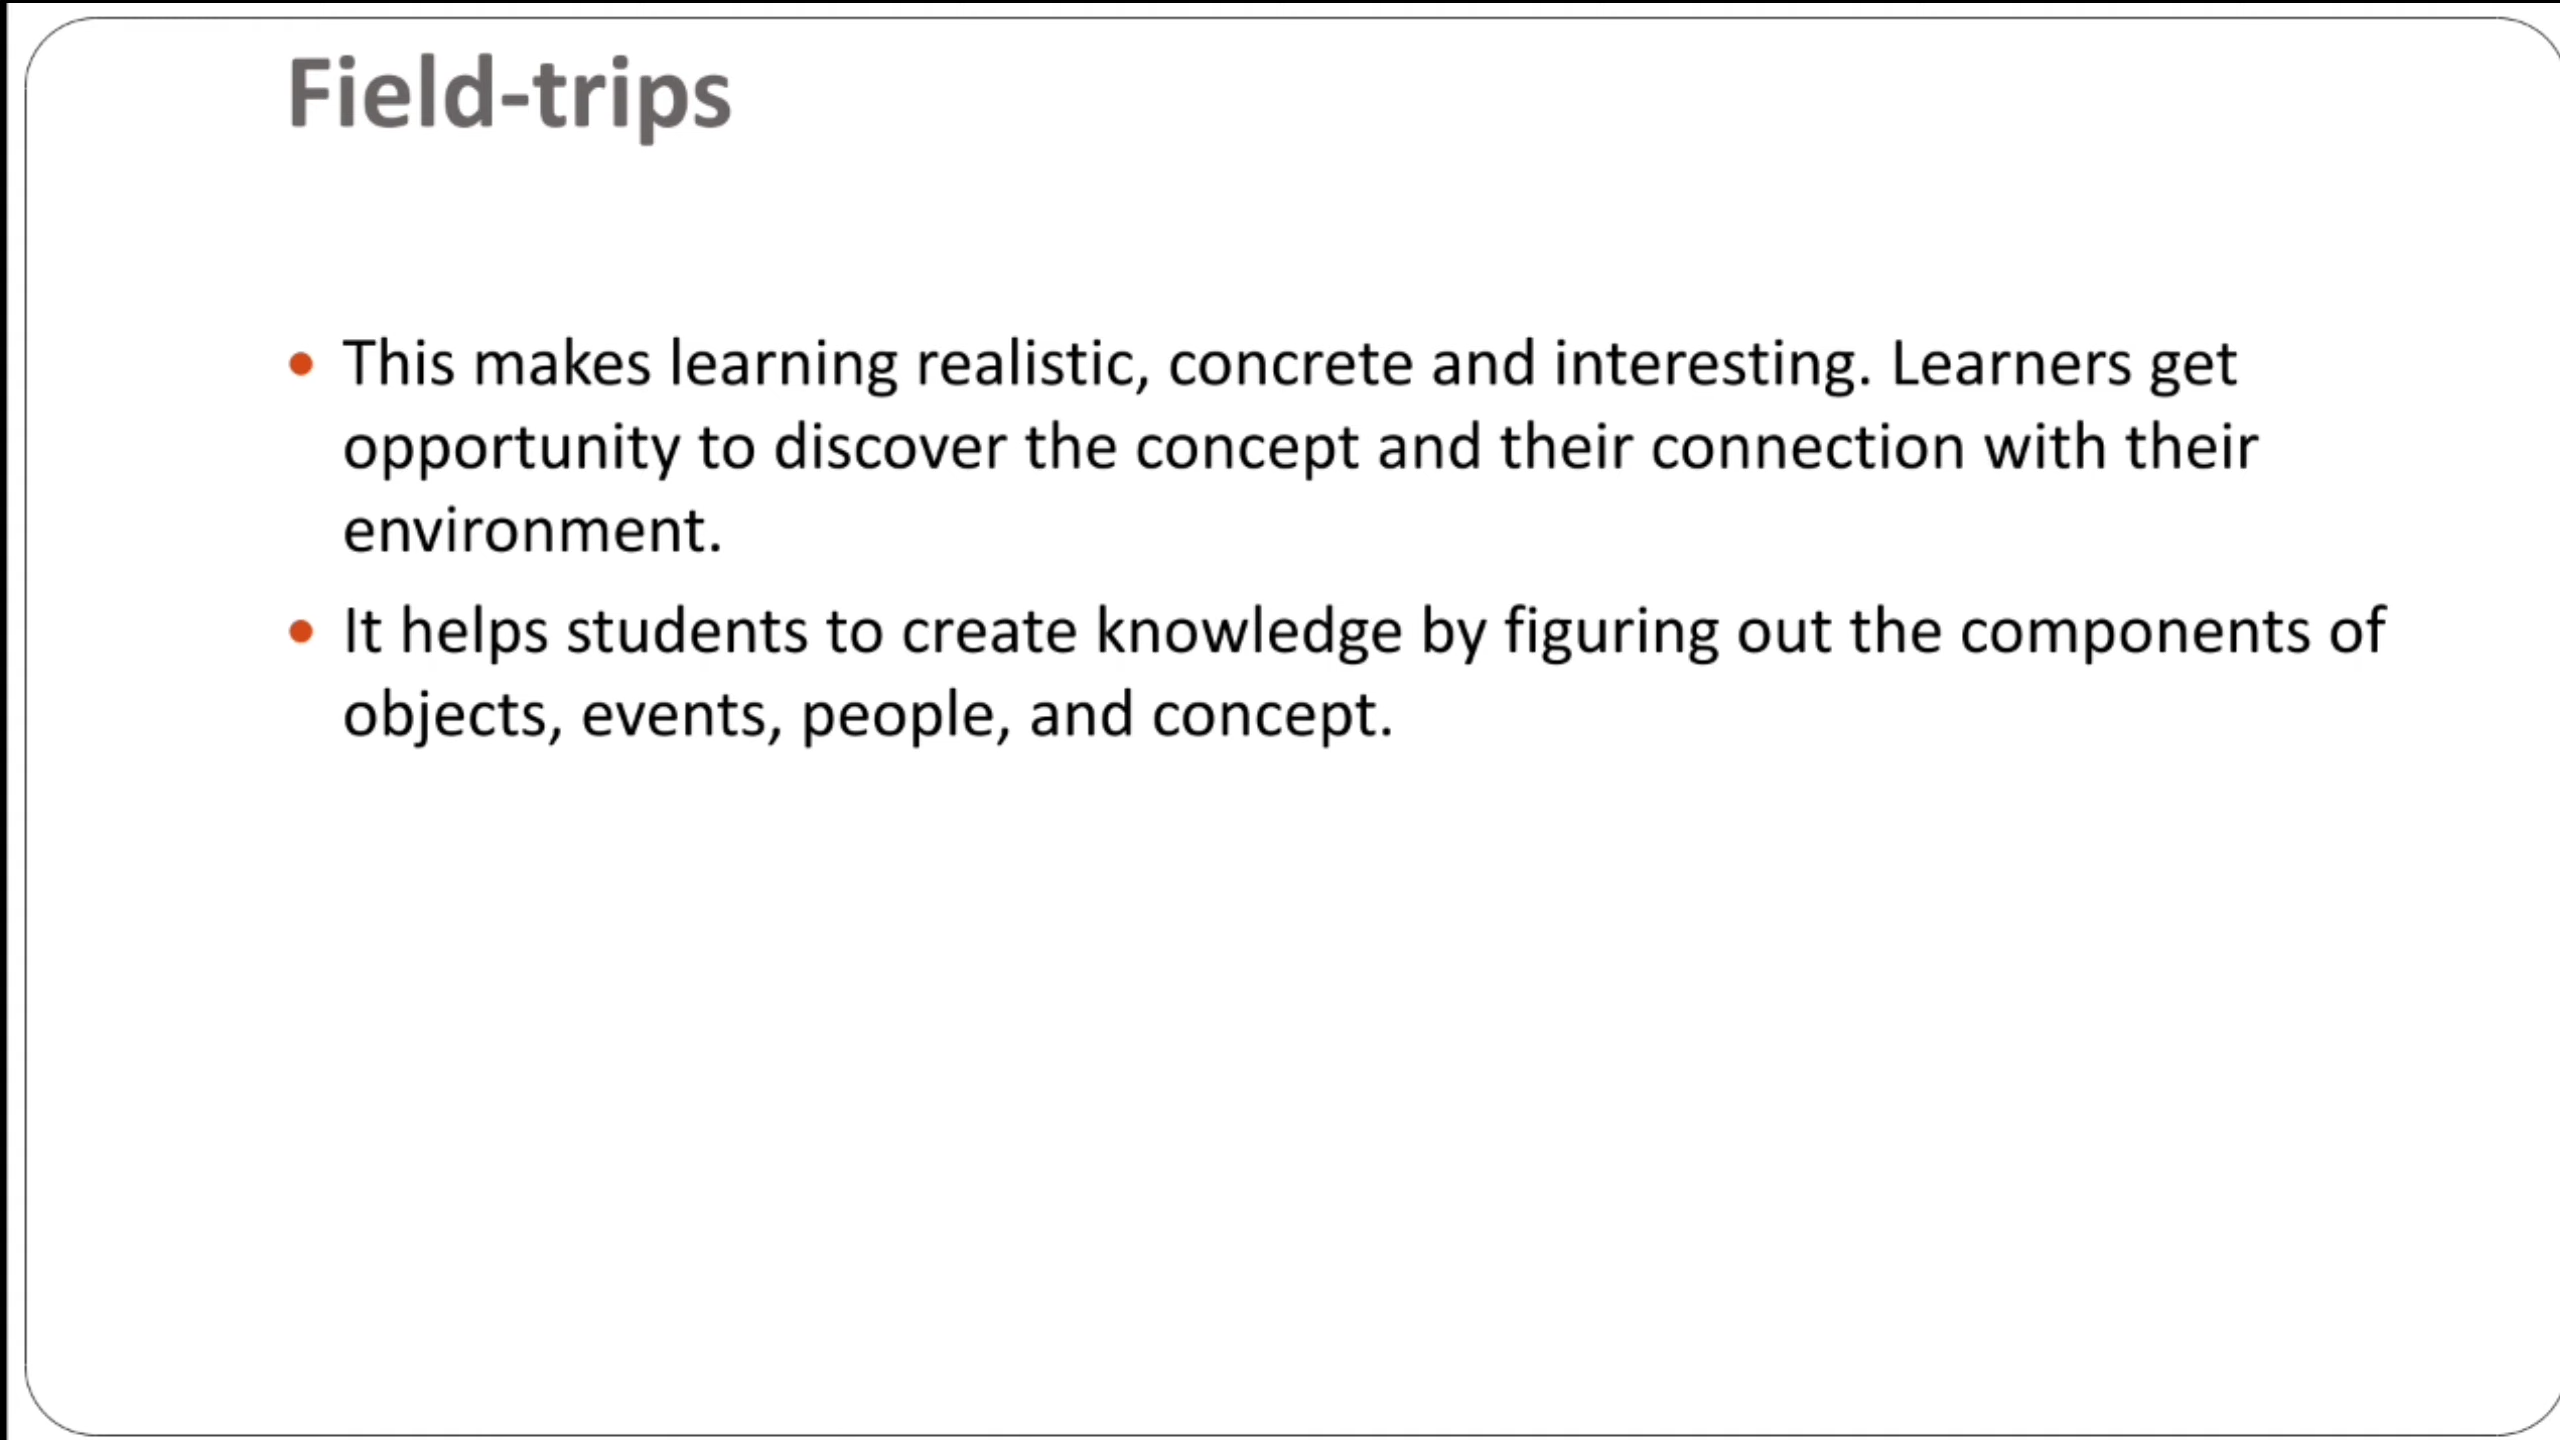 Field-trips
• This makes learning realistic, concrete and interesting. Learners get
opportunity to discover the concept and their connection with their
environment.
• It helps students to create knowledge by figuring out the components of
objects, events, people, and concept.